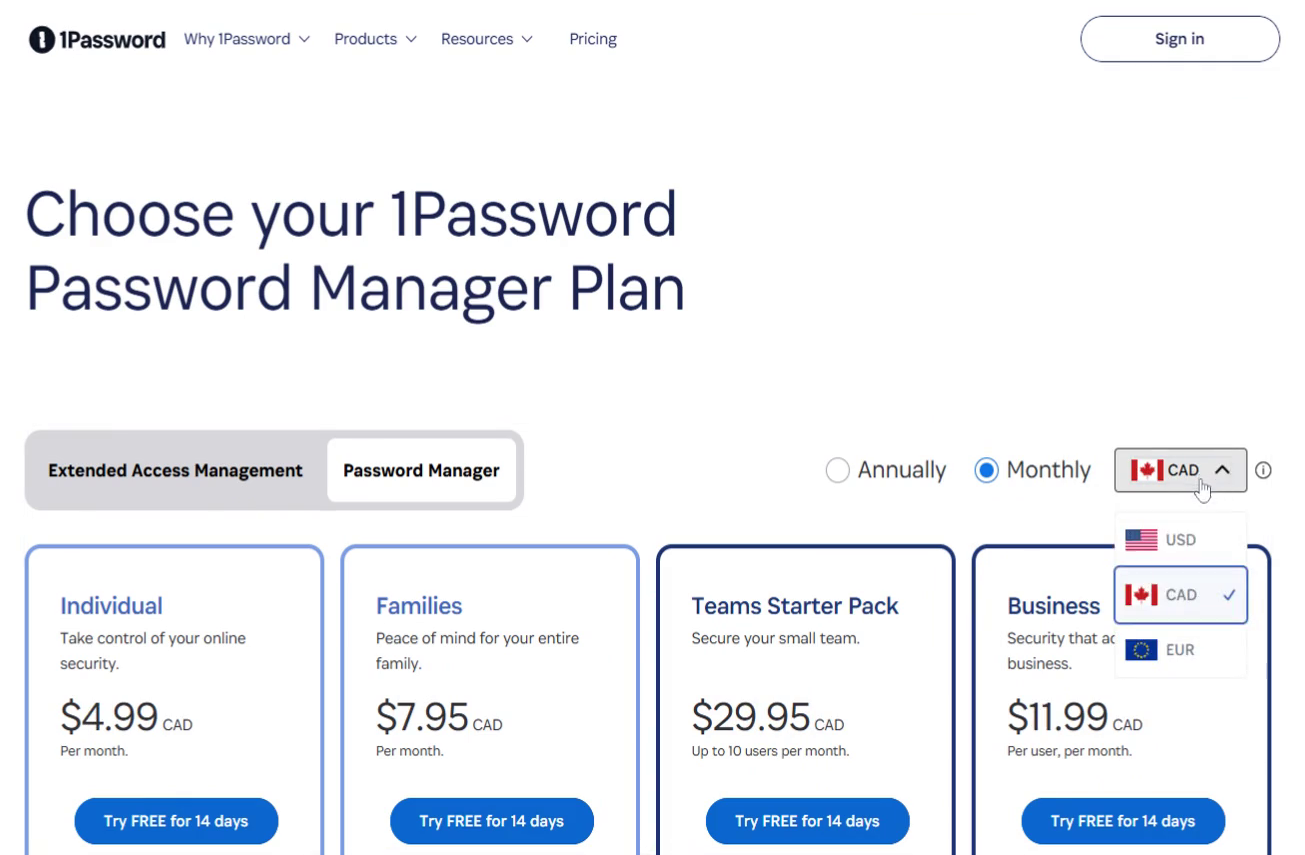 1Password
Why 1Password
Products
Resources
Pricing
Sign in
Choose your 1Password
Password Manager Plan
Extended Access Management
Password Manager
Annually
Monthly
CAD
USD
CAD
EUR
Individual
Take control of your online
security.
$4.99 CAD
Per month.
Try FREE for 14 days
Families
Peace of mind for your entire
family.
$7.95 CAD
Per month.
Try FREE for 14 days
Teams Starter Pack
Secure your small team.
$29.95 CAD
Up to 10 users per month.
Try FREE for 14 days
Business
Security that
business.
$11.99 CAD
Per user, per month.
Try FREE for 14 days